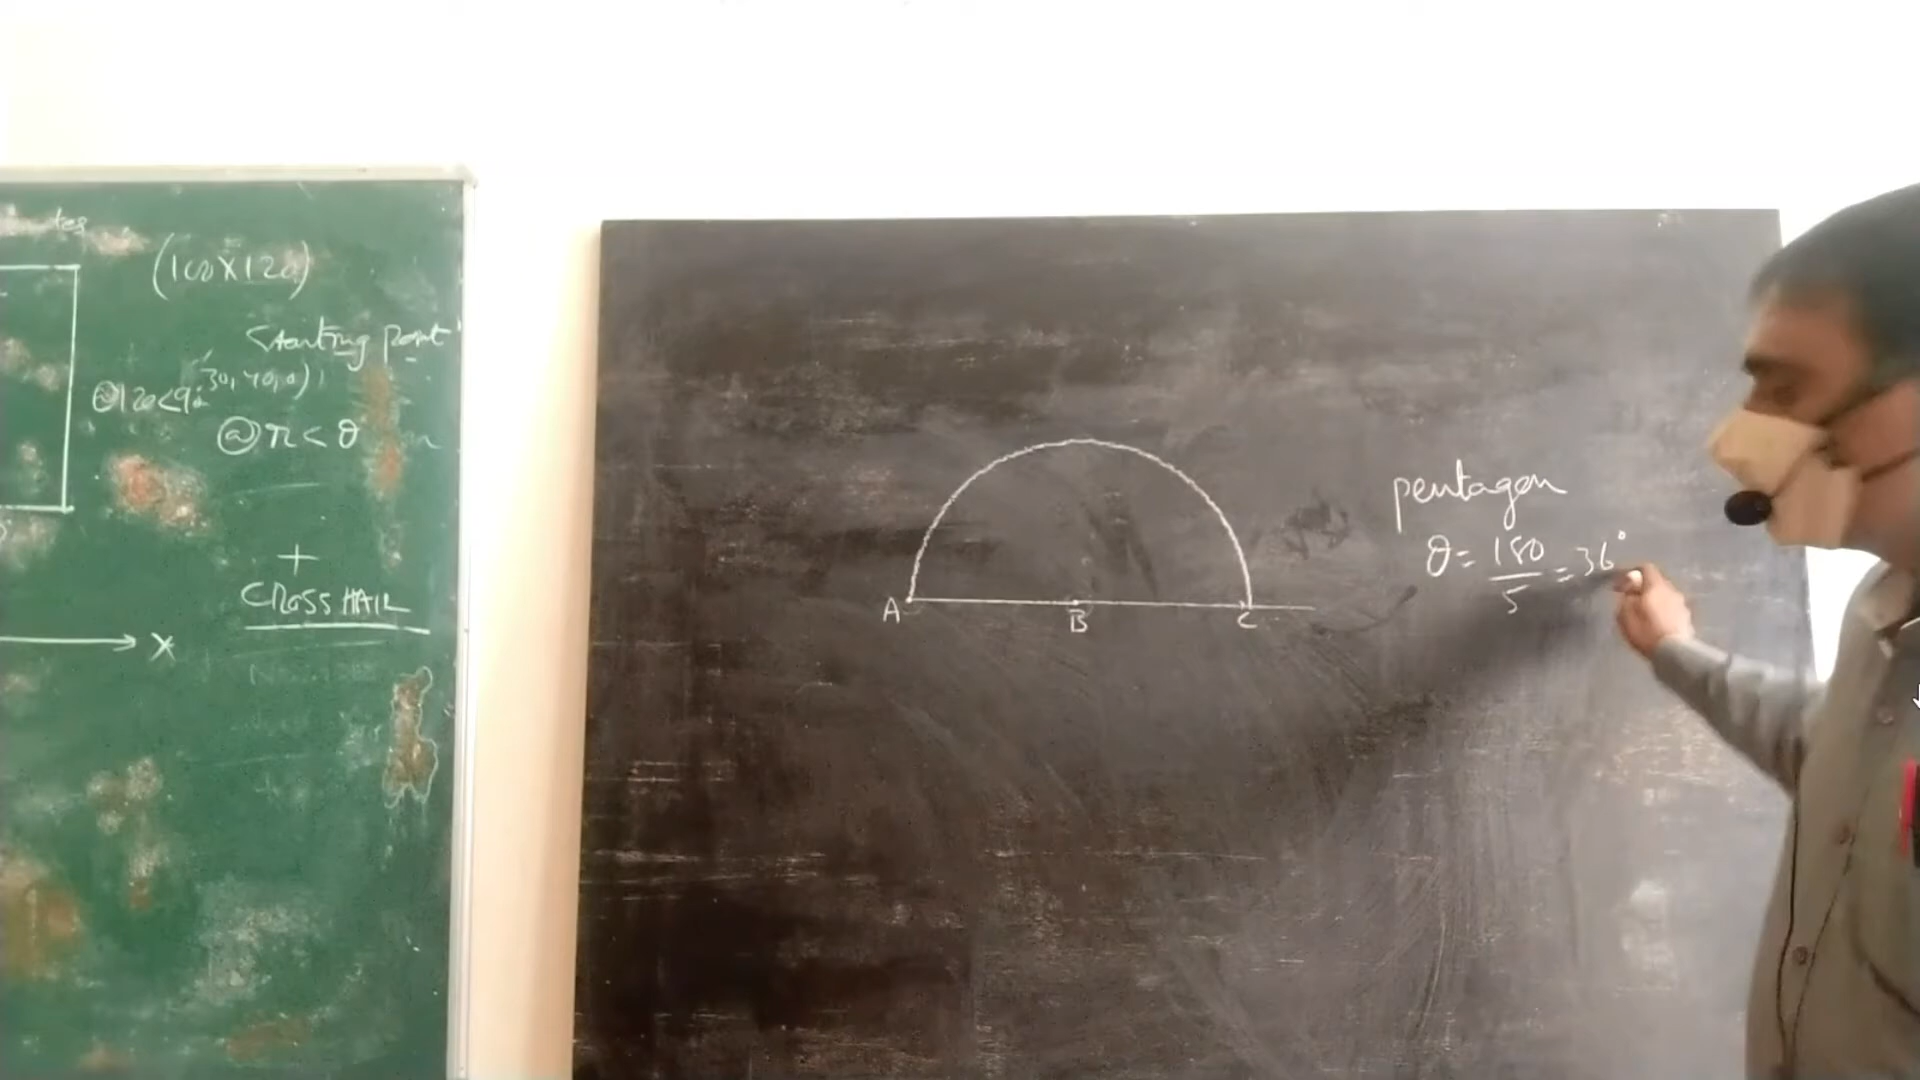 (100X120)
Starting point
30,40,0)
@120<90
@r<θ
+
CROSS HAIL
X
A
B
C
pentagon
θ = 180/5 = 36°